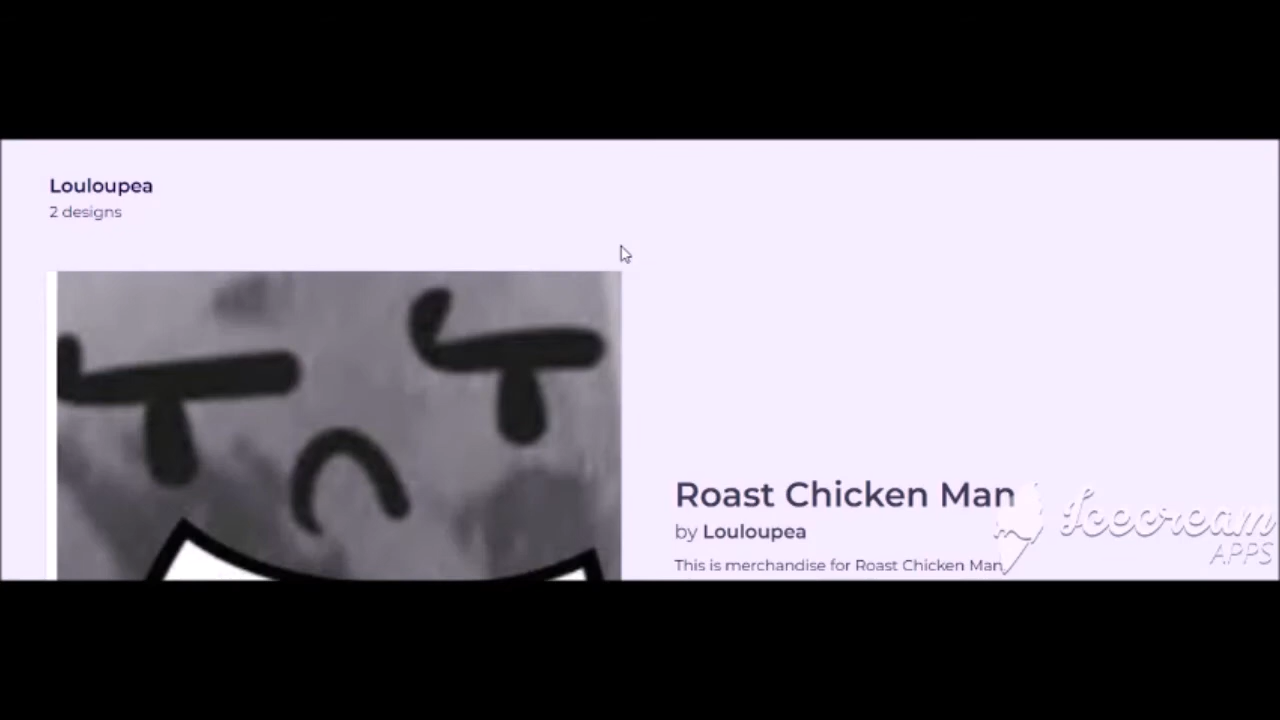 Louloupea
2 designs
Roast Chicken Man
by Louloupea
This is merchandise for Roast Chicken Man
Icecream
APPS